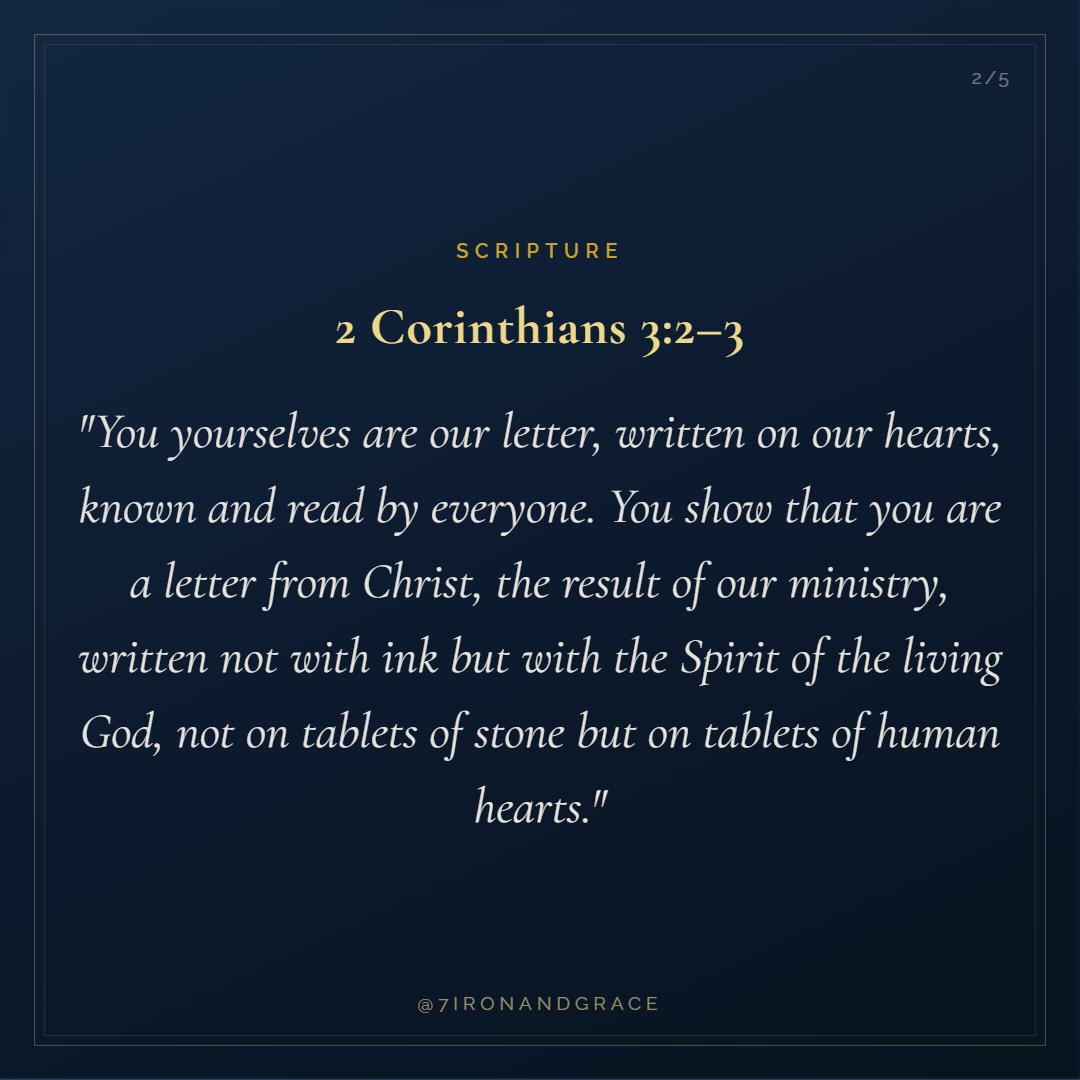 2/5
SCRIPTURE
2 Corinthians 3:2–3
"You yourselves are our letter, written on our hearts,
known and read by everyone. You show that you are
a letter from Christ, the result of our ministry,
written not with ink but with the Spirit of the living
God, not on tablets of stone but on tablets of human
hearts."
@7IRONANDGRACE